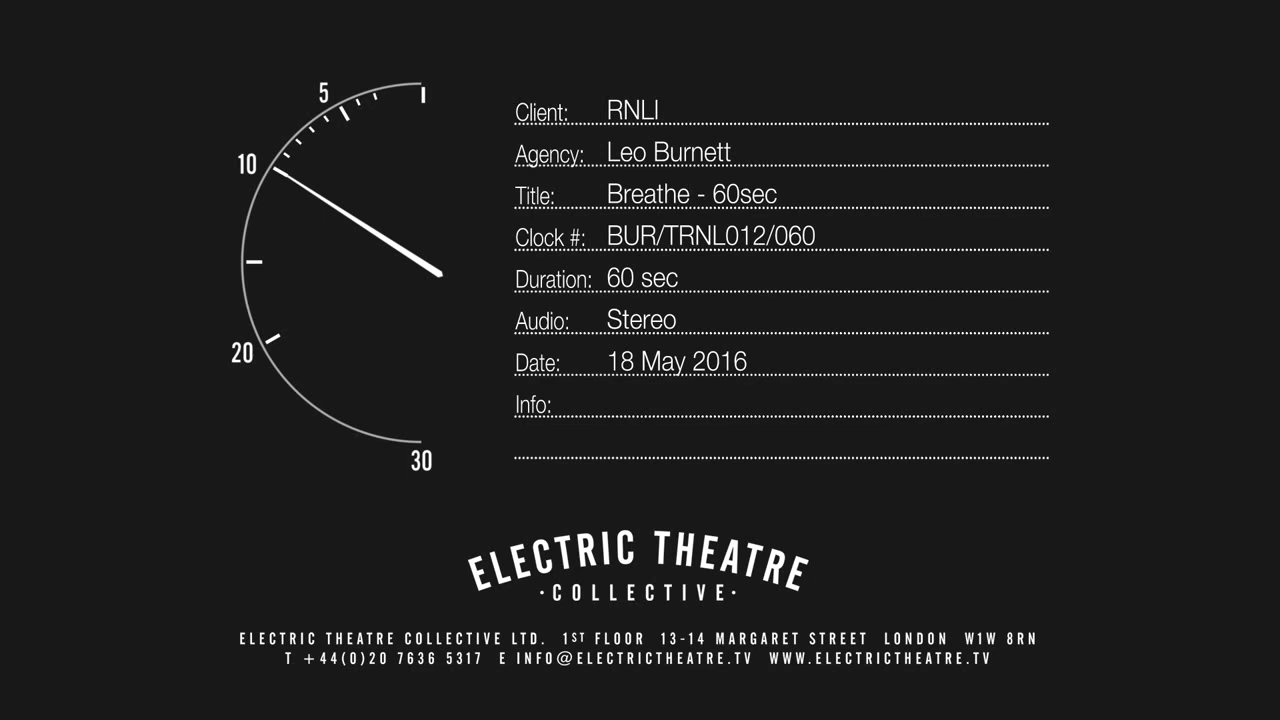 5
10
20
30
Client: RNLI
Agency: Leo Burnett
Title: Breathe - 60sec
Clock #: BUR/TRNL012/060
Duration: 60 sec
Audio: Stereo
Date: 18 May 2016
Info:
ELECTRIC THEATRE
·COLLECTIVE·
ELECTRIC THEATRE COLLECTIVE LTD. 1ST FLOOR 13-14 MARGARET STREET LONDON W1W 8RN
T +44(0)20 7636 5317 E INFO@ELECTRICTHEATRE.TV WWW.ELECTRICTHEATRE.TV